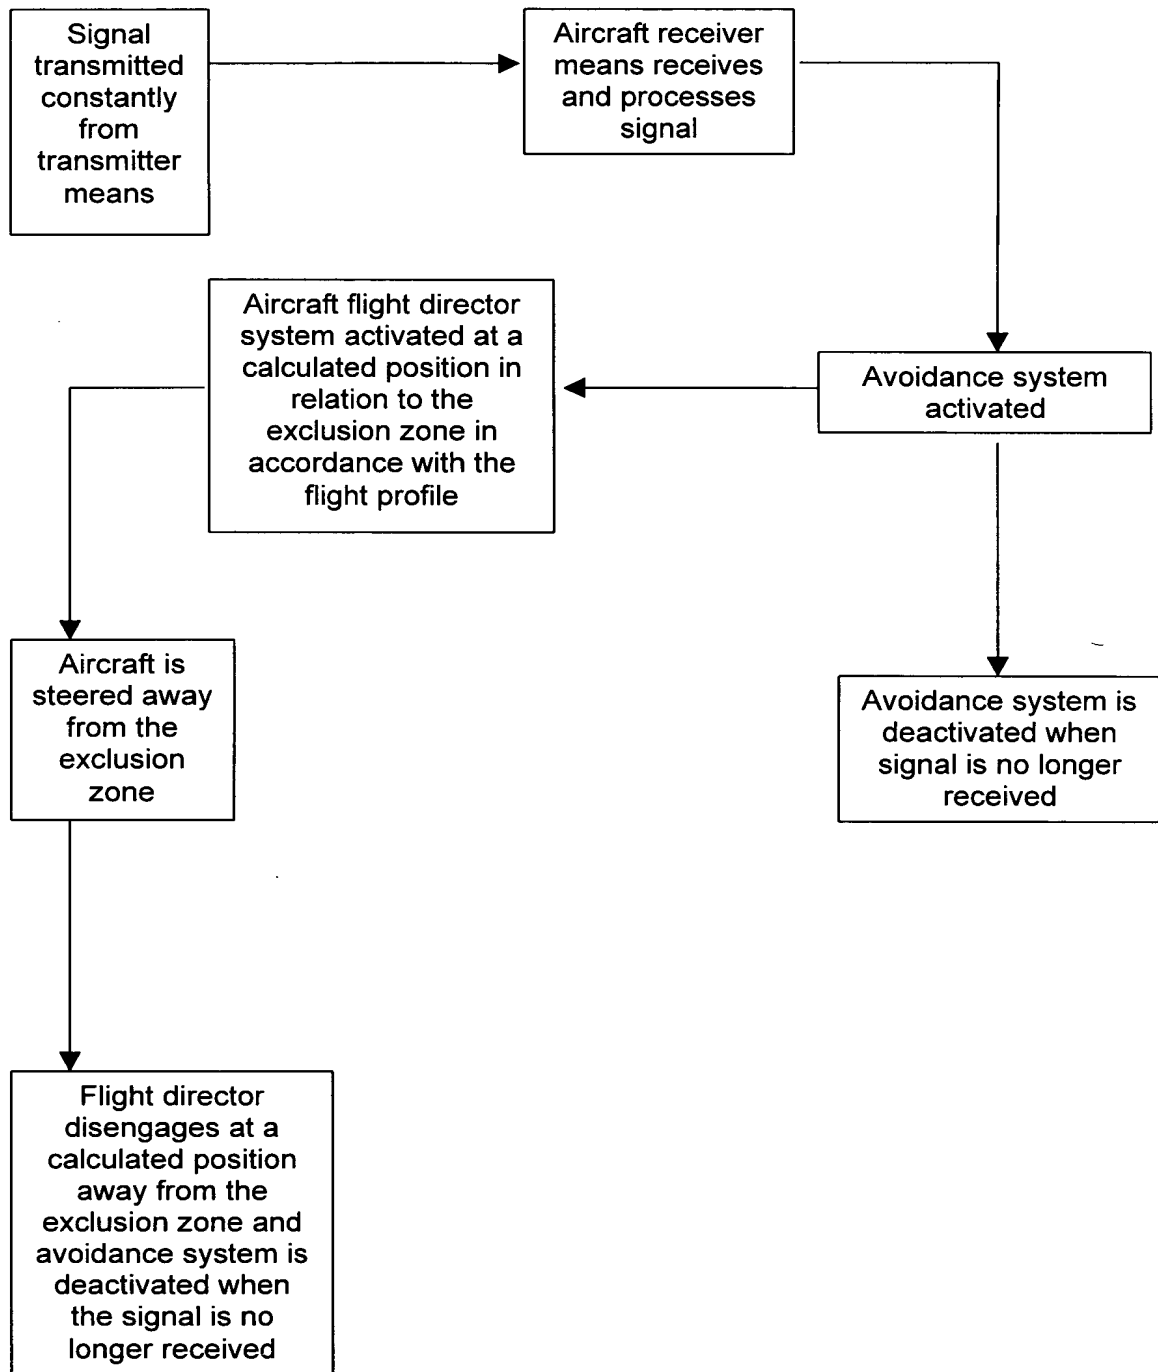 Signal
transmitted
constantly
from
transmitter
means
Aircraft receiver
means receives
and processes
signal
Aircraft flight director
system activated at a
calculated position in
relation to the
exclusion zone in
accordance with the
flight profile
Avoidance system
activated
Aircraft is
steered away
from the
exclusion
zone
Avoidance system is
deactivated when
signal is no longer
received
Flight director
disengages at a
calculated position
away from the
exclusion zone and
avoidance system is
deactivated when
the signal is no
longer received